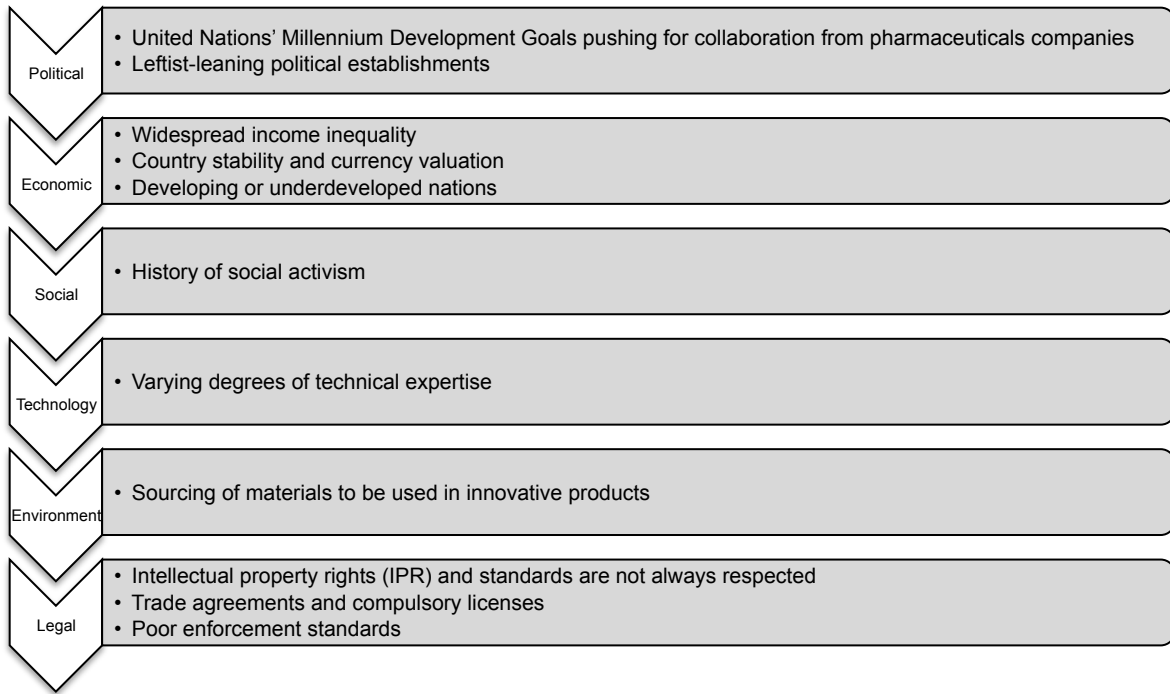 Political
• United Nations’ Millennium Development Goals pushing for collaboration from pharmaceuticals companies
• Leftist-leaning political establishments
Economic
• Widespread income inequality
• Country stability and currency valuation
• Developing or underdeveloped nations
Social
• History of social activism
Technology
• Varying degrees of technical expertise
Environment
• Sourcing of materials to be used in innovative products
Legal
• Intellectual property rights (IPR) and standards are not always respected
• Trade agreements and compulsory licenses
• Poor enforcement standards